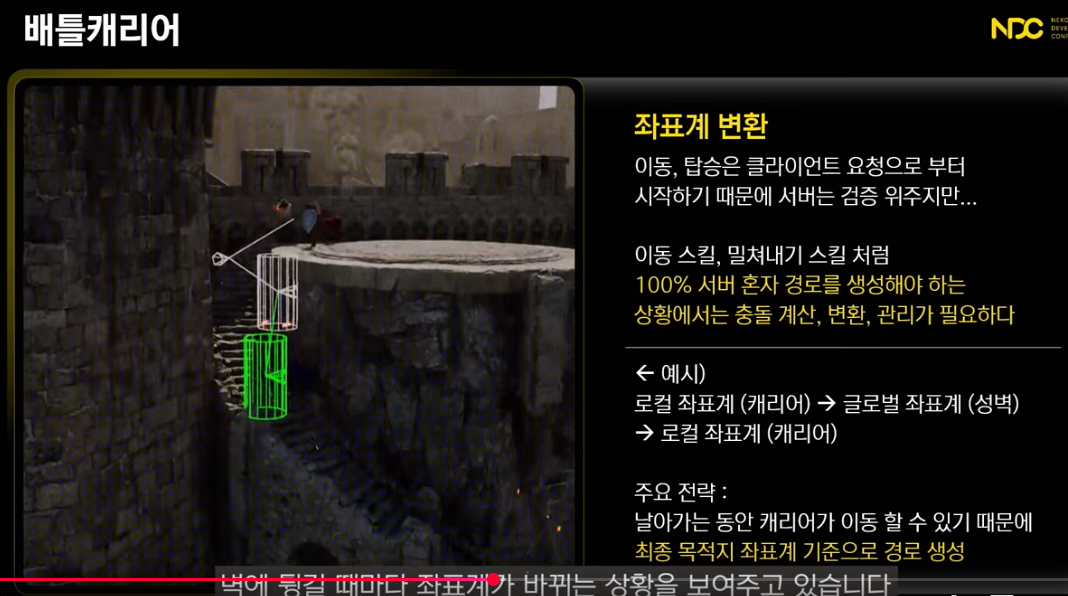 배틀캐리어
NDC
좌표계 변환
이동, 탑승은 클라이언트 요청으로 부터
시작하기 때문에 서버는 검증 위주지만...
이동 스킬, 밀쳐내기 스킬 처럼
100% 서버 혼자 경로를 생성해야 하는
상황에서는 충돌 계산, 변환, 관리가 필요하다
← 예시)
로컬 좌표계 (캐리어) → 글로벌 좌표계 (성벽)
→ 로컬 좌표계 (캐리어)
주요 전략 :
날아가는 동안 캐리어가 이동 할 수 있기 때문에
최종 목적지 좌표계 기준으로 경로 생성
벽에 튕길 때마다 좌표계가 바뀌는 상황을 보여주고 있습니다